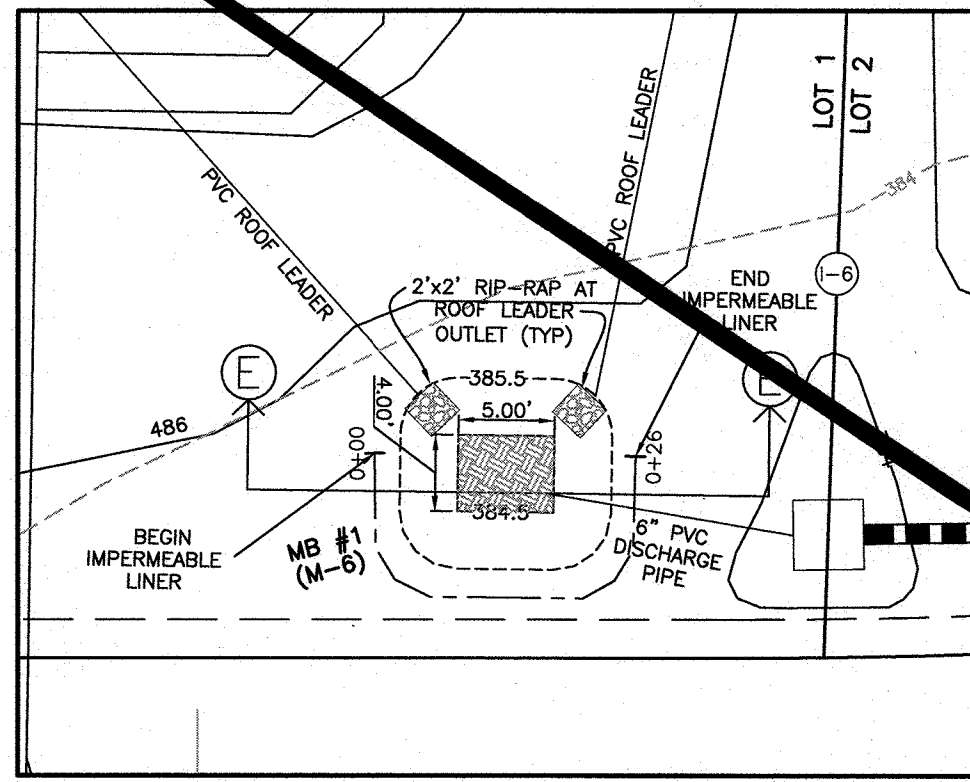 LOT 1
LOT 2
PVC ROOF LEADER
PVC ROOF LEADER
384
I-6
2'x2' RIP-RAP AT
ROOF LEADER
OUTLET (TYP)
END
IMPERMEABLE
LINER
E
E
385.5
4.00'
5.00'
486
0+00
0+26
384.5
BEGIN
IMPERMEABLE
LINER
MB #1
(M-6)
6" PVC
DISCHARGE
PIPE